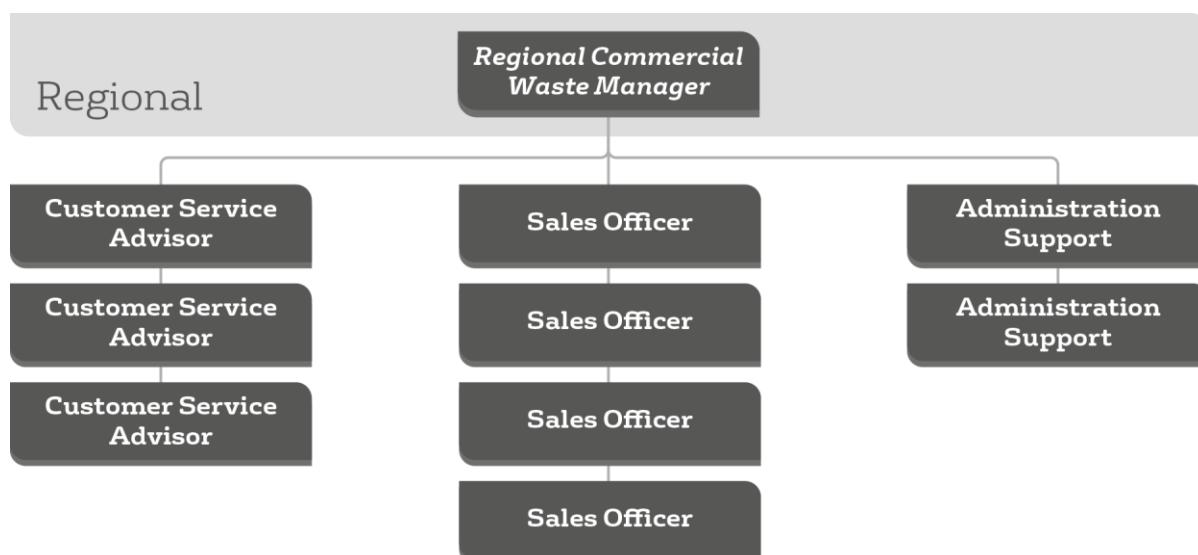 Regional Commercial
Waste Manager
Regional
Customer Service
Advisor
Sales Officer
Administration
Support
Customer Service
Advisor
Sales Officer
Administration
Support
Customer Service
Advisor
Sales Officer
Sales Officer